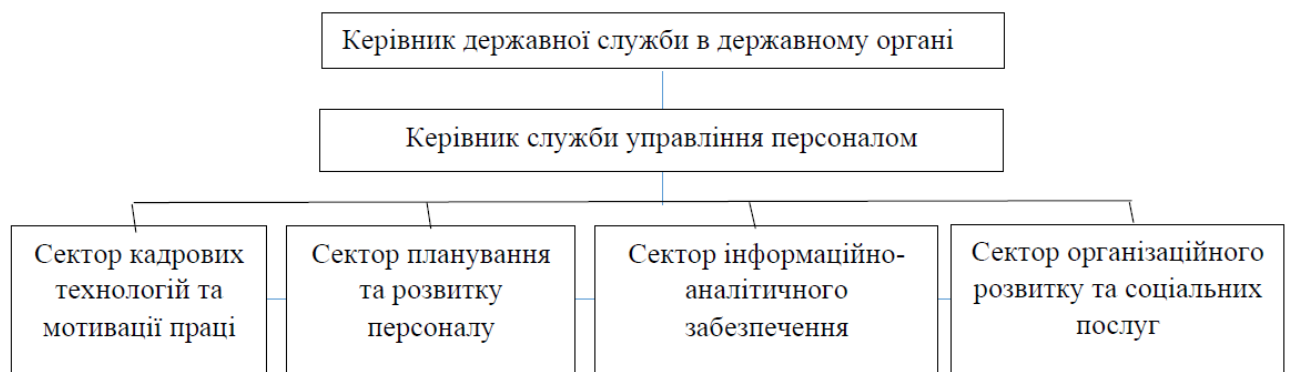 Керівник державної служби в державному органі
Керівник служби управління персоналом
Сектор кадрових
технологій та
мотивації праці
Сектор планування
та розвитку
персоналу
Сектор інформаційно-
аналітичного
забезпечення
Сектор організаційного
розвитку та соціальних
послуг